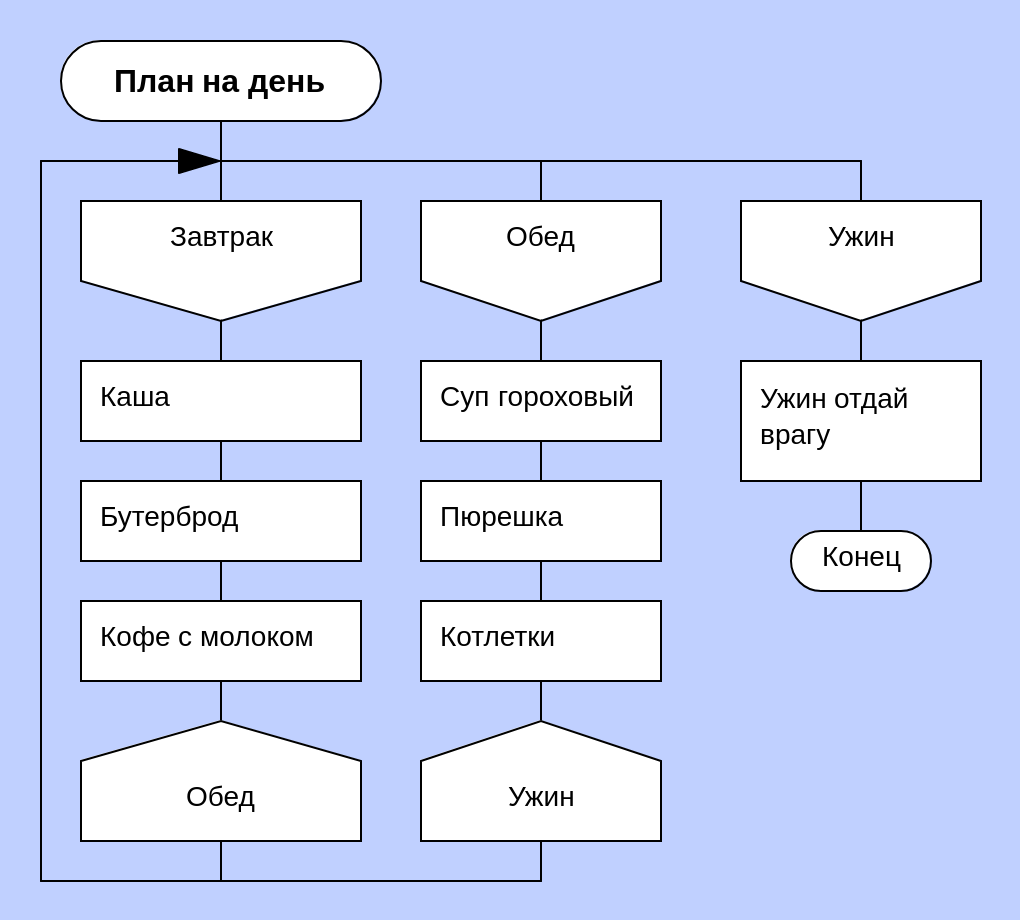 План на день
Завтрак
Каша
Бутерброд
Кофе с молоком
Обед
Обед
Суп гороховый
Пюрешка
Котлетки
Ужин
Ужин
Ужин отдай
врагу
Конец